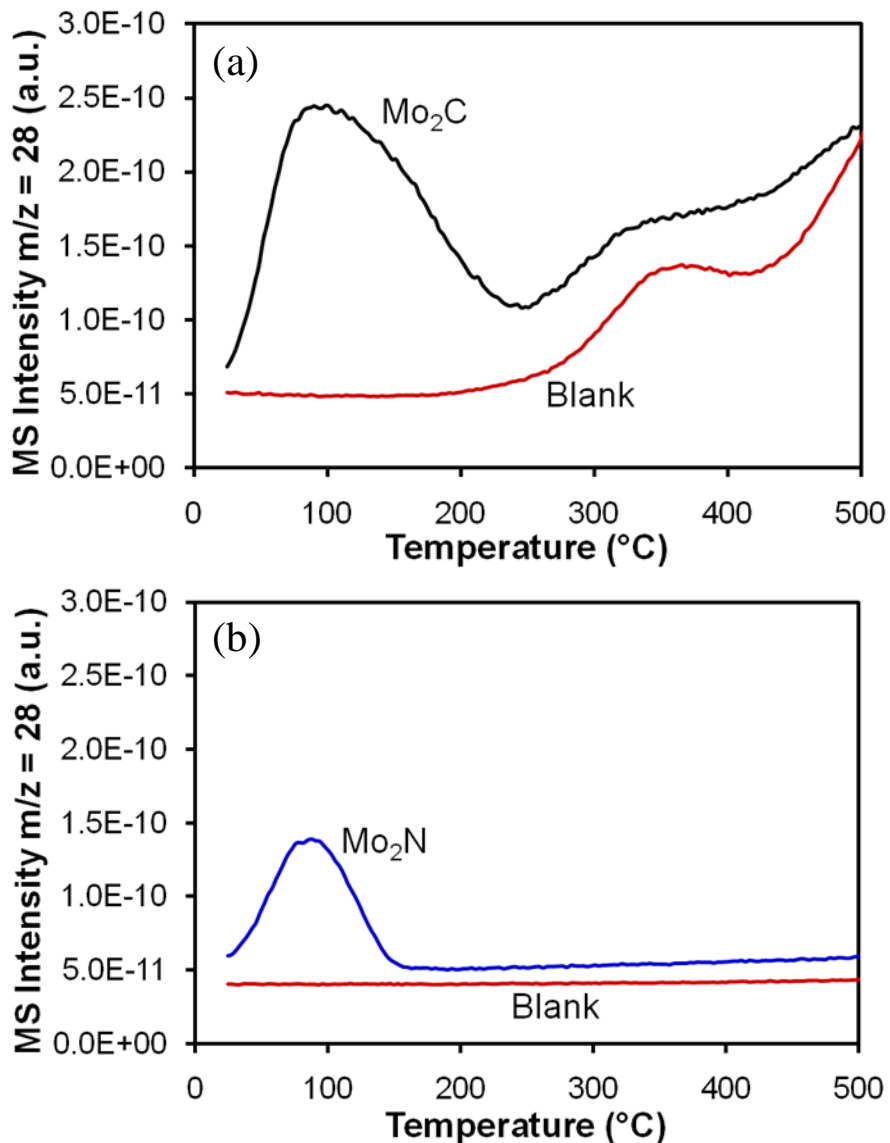 (a)
MS Intensity m/z = 28 (a.u.)
3.0E-10
2.5E-10
2.0E-10
1.5E-10
1.0E-10
5.0E-11
0.0E+00
Mo₂C
Blank
0 100 200 300 400 500
Temperature (°C)
(b)
MS Intensity m/z = 28 (a.u.)
3.0E-10
2.5E-10
2.0E-10
1.5E-10
1.0E-10
5.0E-11
0.0E+00
Mo₂N
Blank
0 100 200 300 400 500
Temperature (°C)